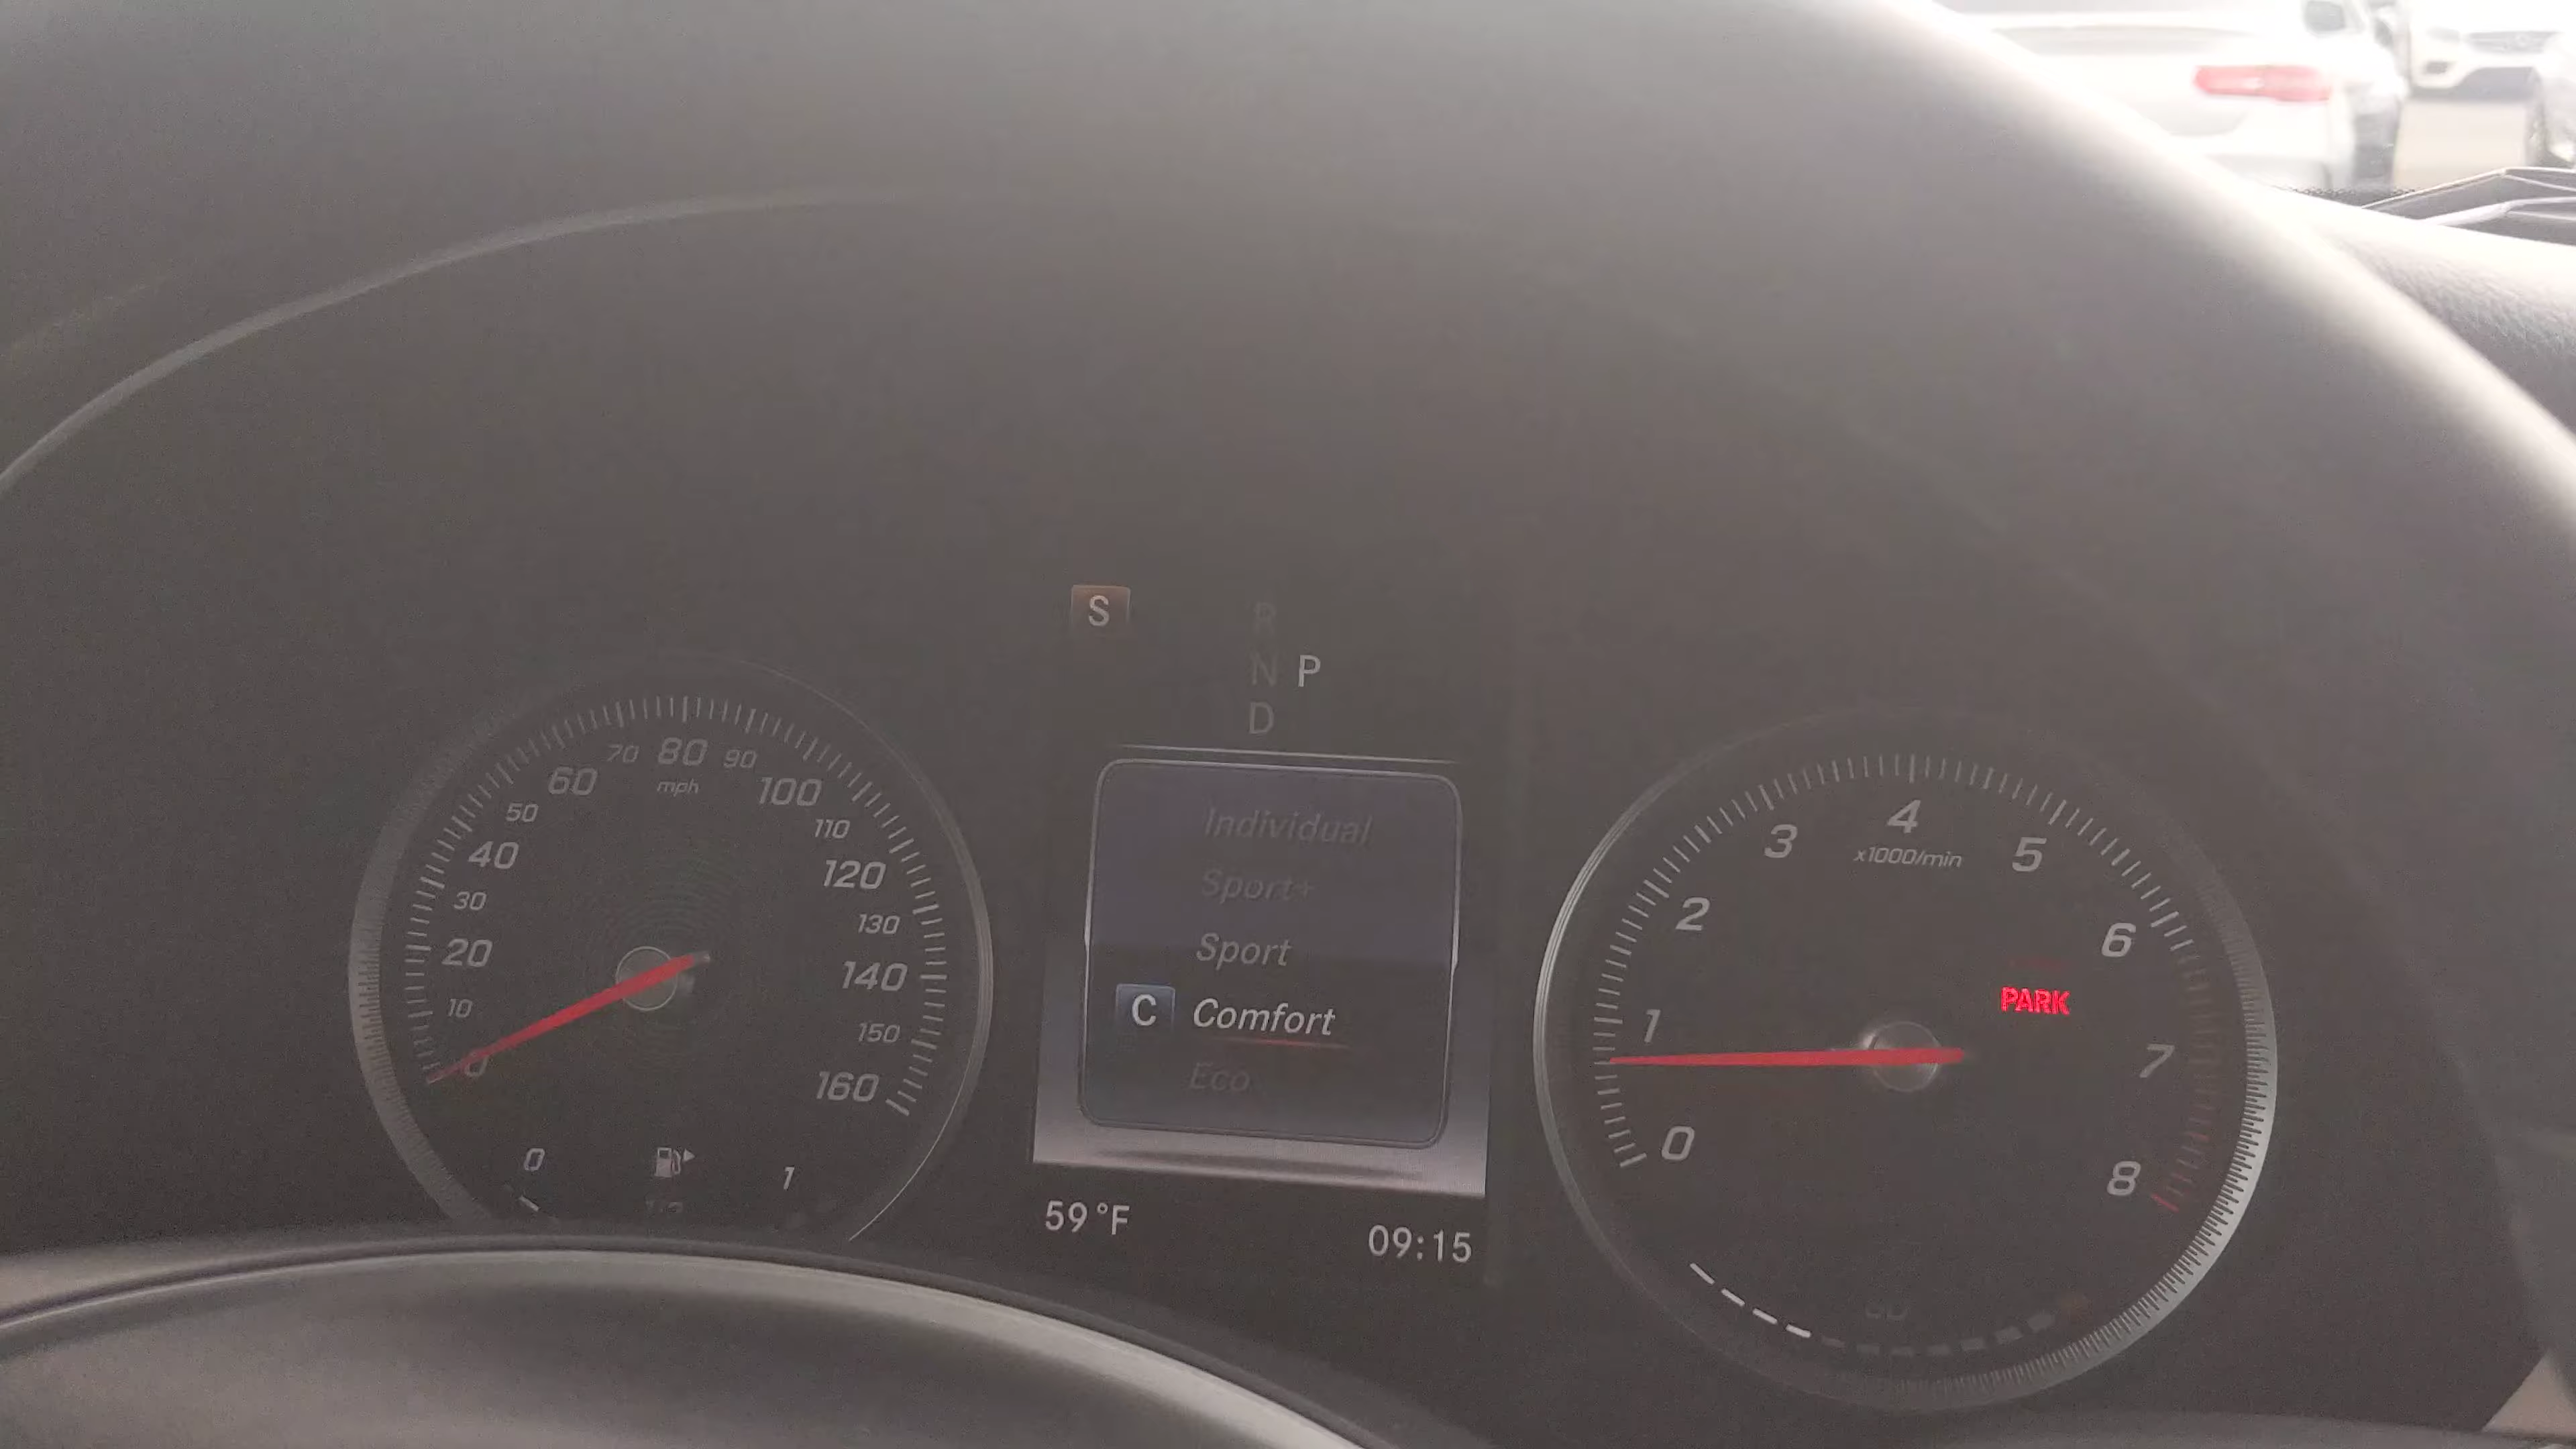 S
R
N P
D
70 80 90
mph
60 100
50 110
40 120
30 130
20 140
10 150
0 160
0 1
1/2
Individual
Sport+
Sport
C Comfort
Eco
59°F 09:15
4
3 5
x1000/min
2 6
PARK
1 7
0 8